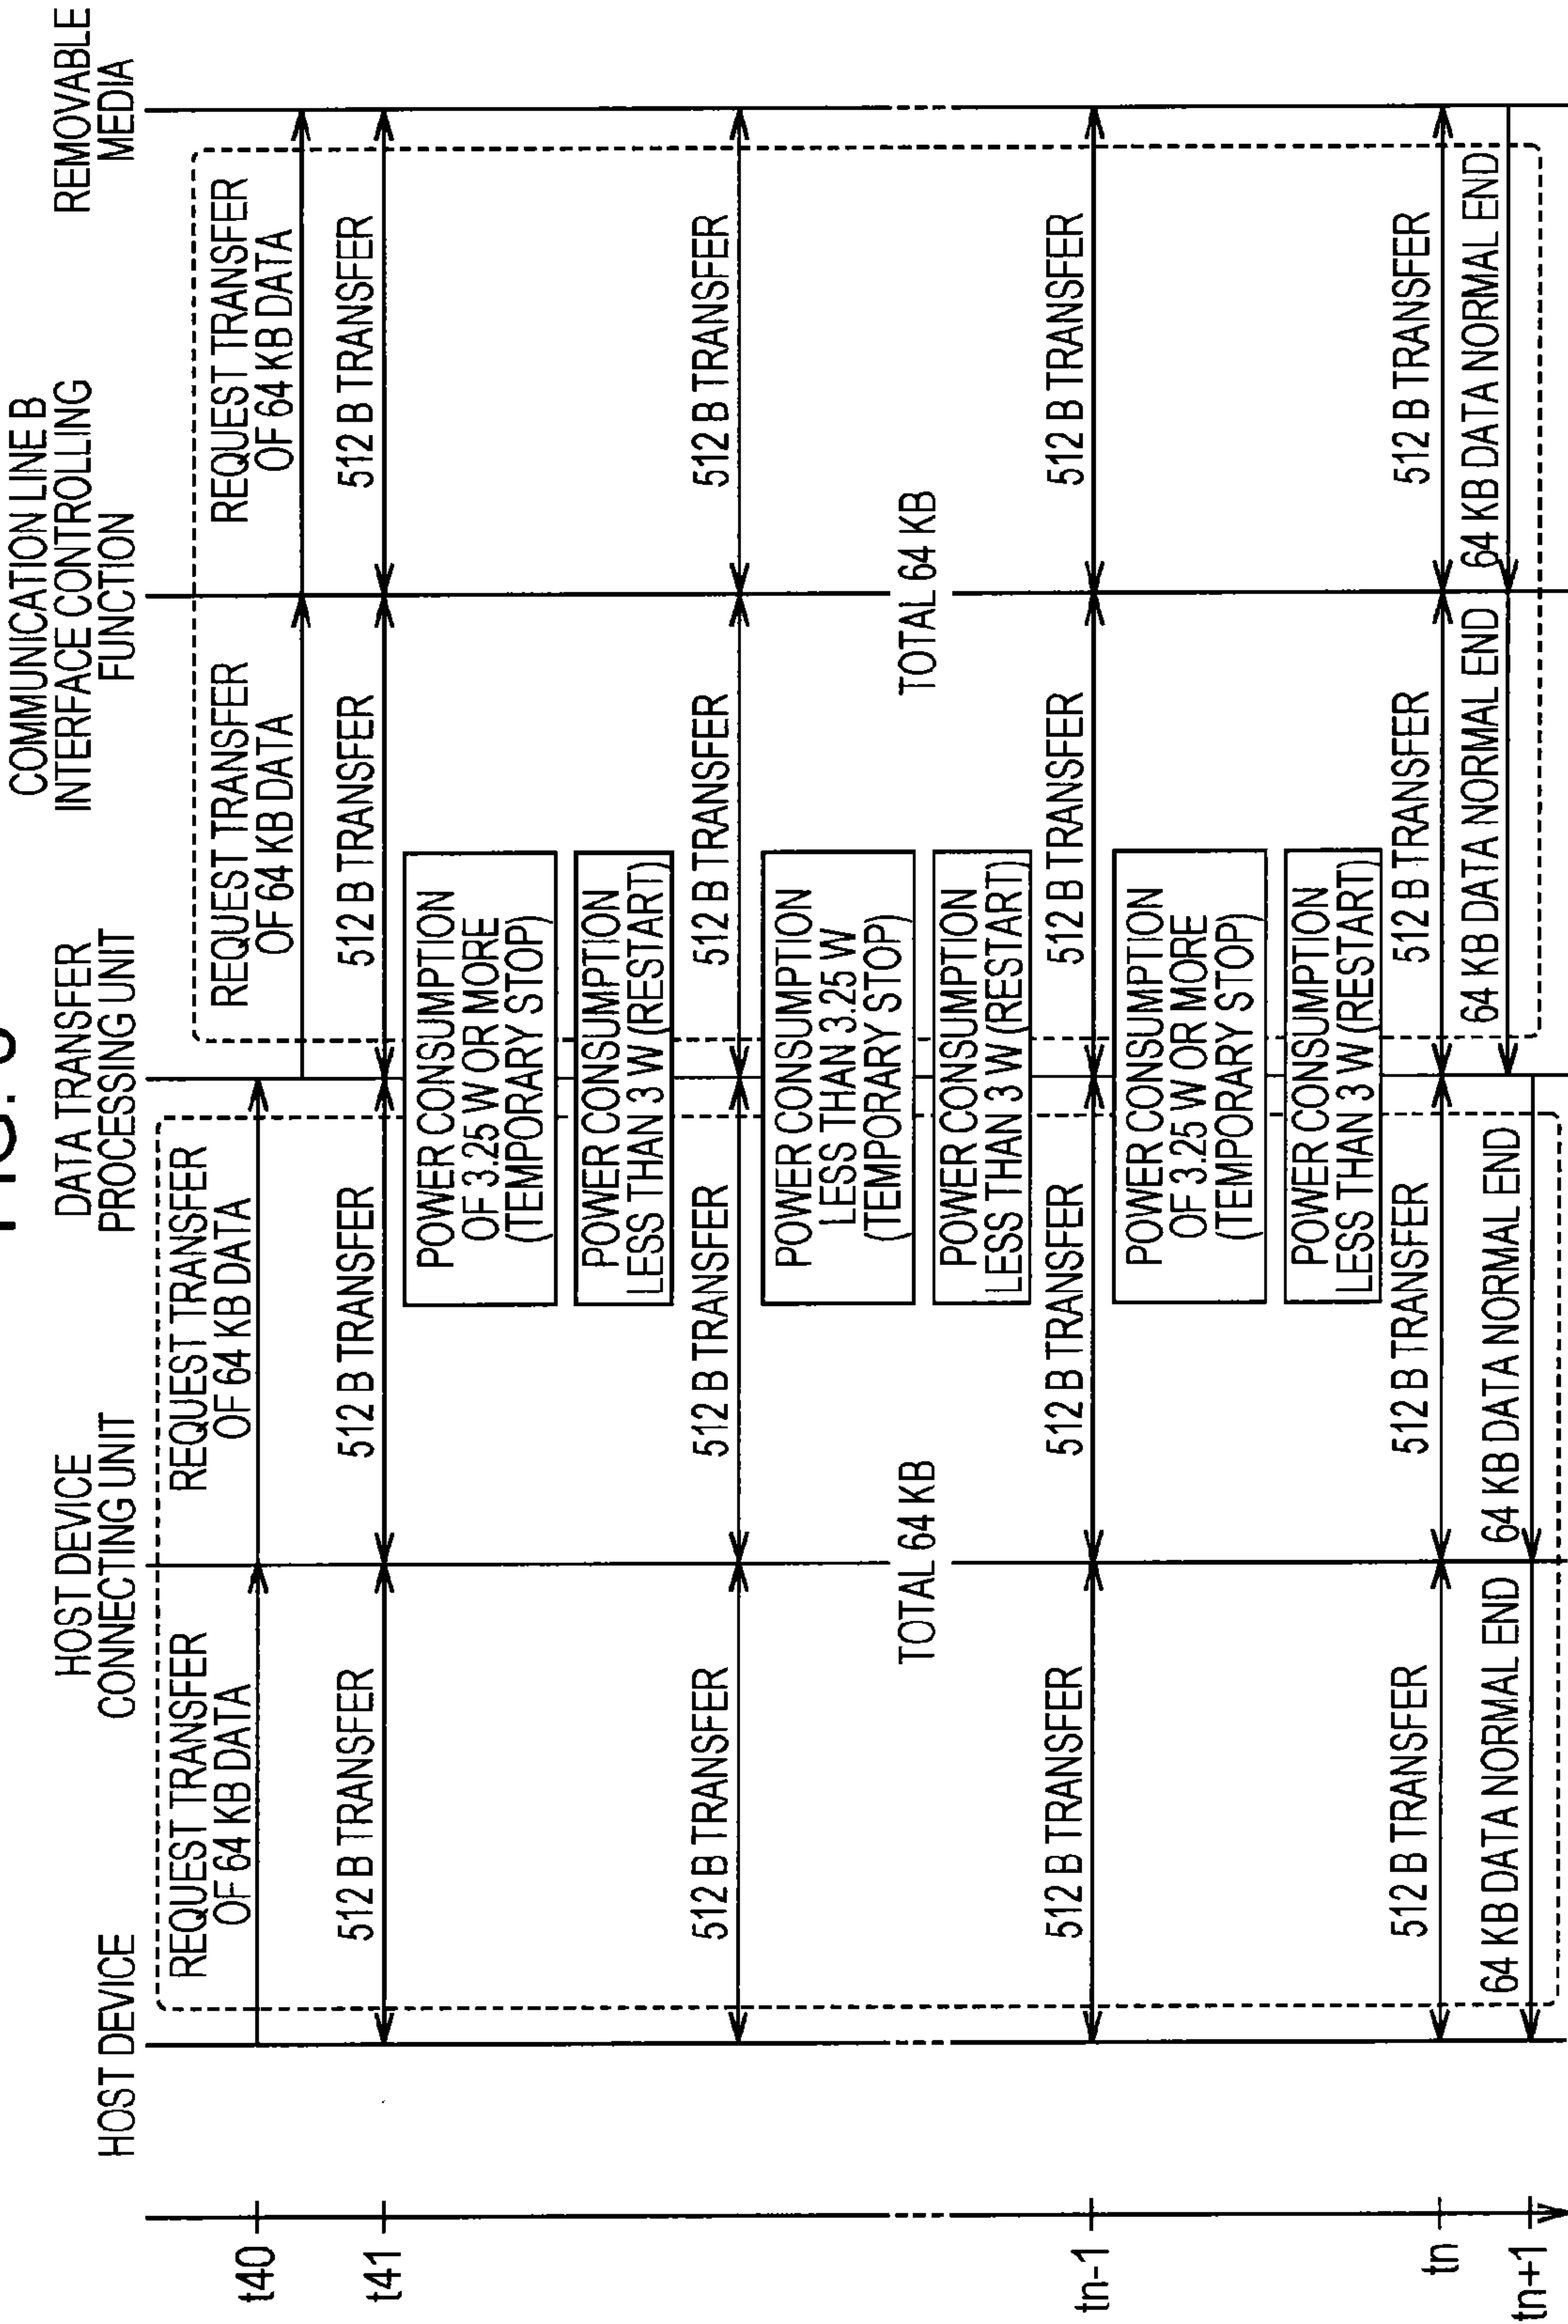 FIG.
HOST DEVICE
HOST DEVICE
CONNECTING UNIT
DATA TRANSFER
PROCESSING UNIT
COMMUNICATION LINE B
INTERFACE CONTROLLING
FUNCTION
REMOVABLE
MEDIA
t40
REQUEST TRANSFER
OF 64 KB DATA
REQUEST TRANSFER
OF 64 KB DATA
REQUEST TRANSFER
OF 64 KB DATA
REQUEST TRANSFER
OF 64 KB DATA
t41
512 B TRANSFER
512 B TRANSFER
512 B TRANSFER
512 B TRANSFER
POWER CONSUMPTION
OF 3.25 W OR MORE
(TEMPORARY STOP)
POWER CONSUMPTION
LESS THAN 3 W (RESTART)
512 B TRANSFER
512 B TRANSFER
512 B TRANSFER
512 B TRANSFER
POWER CONSUMPTION
LESS THAN 3.25 W
(TEMPORARY STOP)
TOTAL 64 KB
TOTAL 64 KB
POWER CONSUMPTION
LESS THAN 3 W (RESTART)
tn-1
512 B TRANSFER
512 B TRANSFER
512 B TRANSFER
512 B TRANSFER
POWER CONSUMPTION
OF 3.25 W OR MORE
(TEMPORARY STOP)
POWER CONSUMPTION
LESS THAN 3 W (RESTART)
tn
512 B TRANSFER
512 B TRANSFER
512 B TRANSFER
512 B TRANSFER
64 KB DATA NORMAL END
64 KB DATA NORMAL END
tn+1
64 KB DATA NORMAL END
64 KB DATA NORMAL END